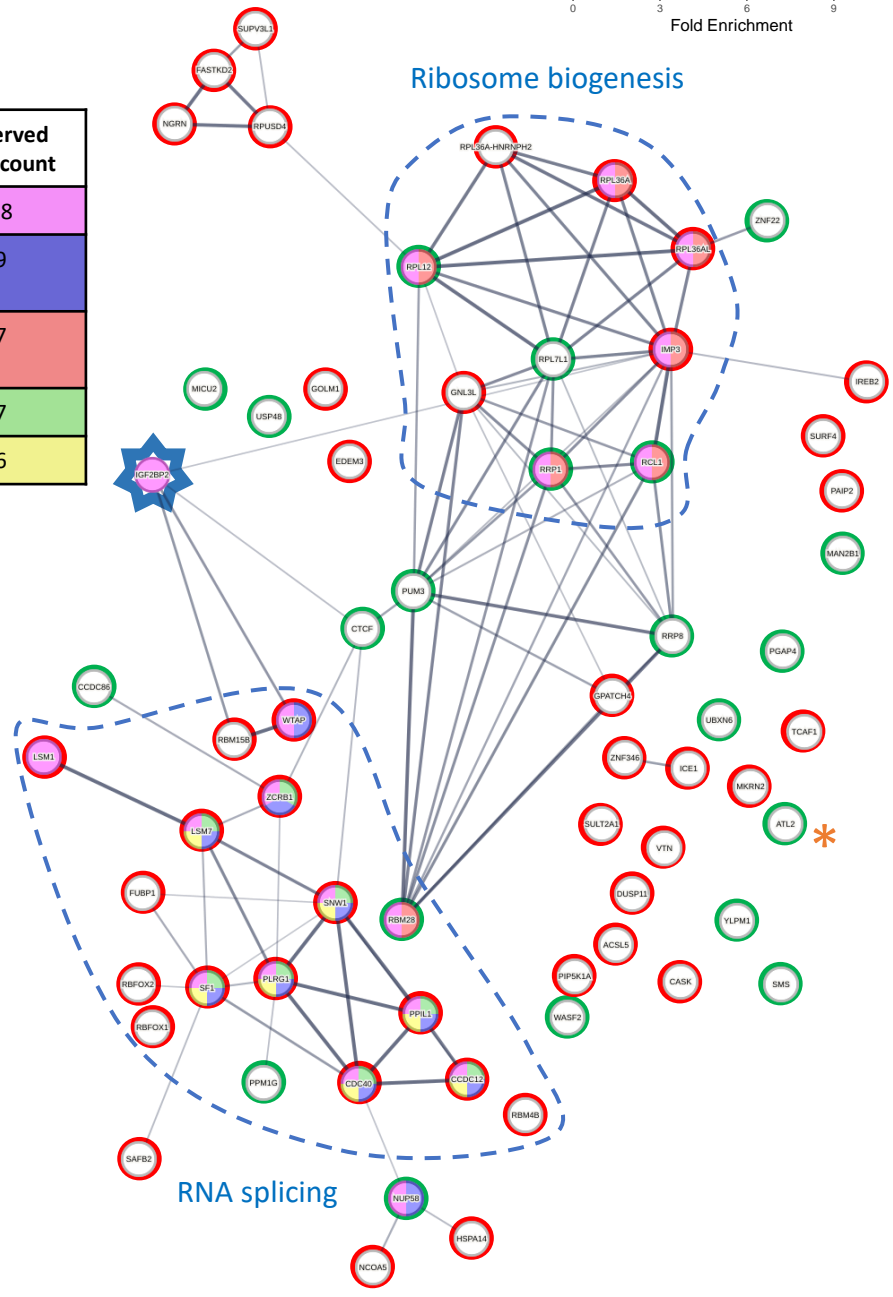 0 3 6 9
Fold Enrichment
SUPV3L1
FASTKD2
NGRN
RPUSD4
Ribosome biogenesis
erved
count
8
9
7
7
6
RPL36A-HNRNPH2
RPL36A
ZNF22
RPL36AL
RPL12
IMP3
RPL7L1
MICU2
GOLM1
GNL3L
IREB2
USP48
SURF4
EDEM3
RRP1
RCL1
IGF2BP2
PAIP2
MAN2B1
PUM3
CTCF
RRP8
PGAP4
CCDC86
GPATCH4
WTAP
RBM15B
UBXN6
TCAF1
LSM1
ZNF346
ICE1
MKRN2
ZCRB1
LSM7
SULT2A1
ATL2
*
VTN
FUBP1
SNW1
DUSP11
RBM28
YLPM1
ACSL5
RBFOX2
SF1
PLRG1
PIP5K1A
CASK
SMS
RBFOX1
PPIL1
WASF2
PPM1G
CDC40
CCDC12
RBM4B
SAFB2
RNA splicing
NUP58
HSPA14
NCOA5